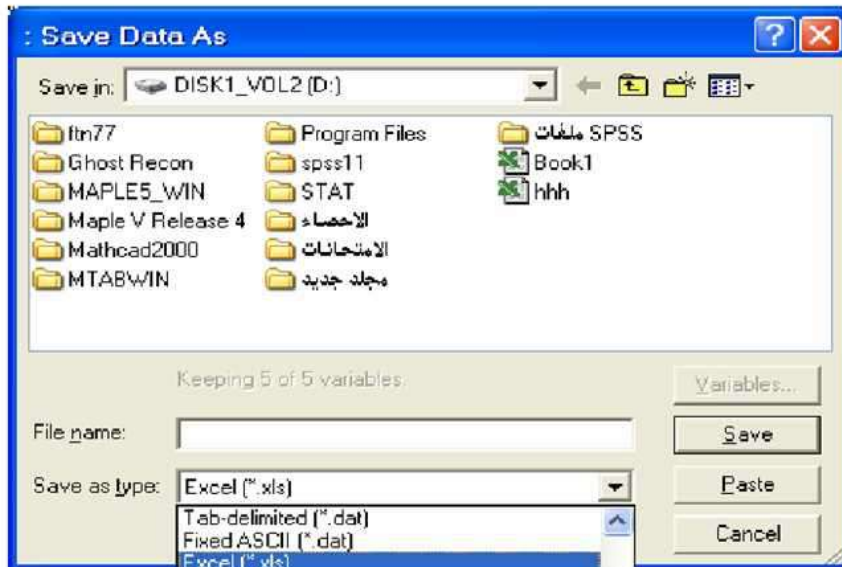 : Save Data As
Save in: DISK1_VOL2 (D:)
ftn77
Ghost Recon
MAPLE5_WIN
Maple V Release 4
Mathcad2000
MTABWIN
Program Files
spss11
STAT
الاحصاء
الامتحانات
مجلد جديد
ملفات SPSS
Book1
hhh
Keeping 5 of 5 variables.
Variables...
File name:
Save
Save as type: Excel (*.xls)
Paste
Tab-delimited (*.dat)
Fixed ASCII (*.dat)
Excel (*.xls)
Cancel